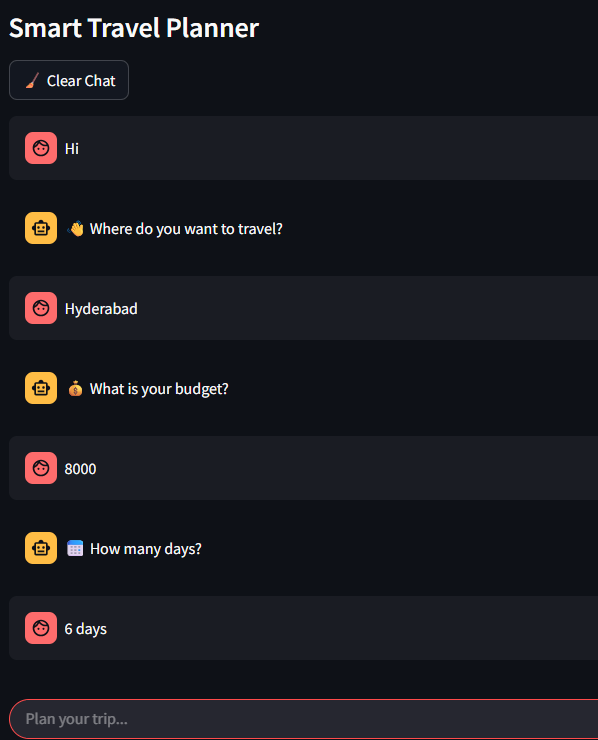 Smart Travel Planner
🧹 Clear Chat
Hi
👋 Where do you want to travel?
Hyderabad
💰 What is your budget?
8000
📅 How many days?
6 days
Plan your trip...